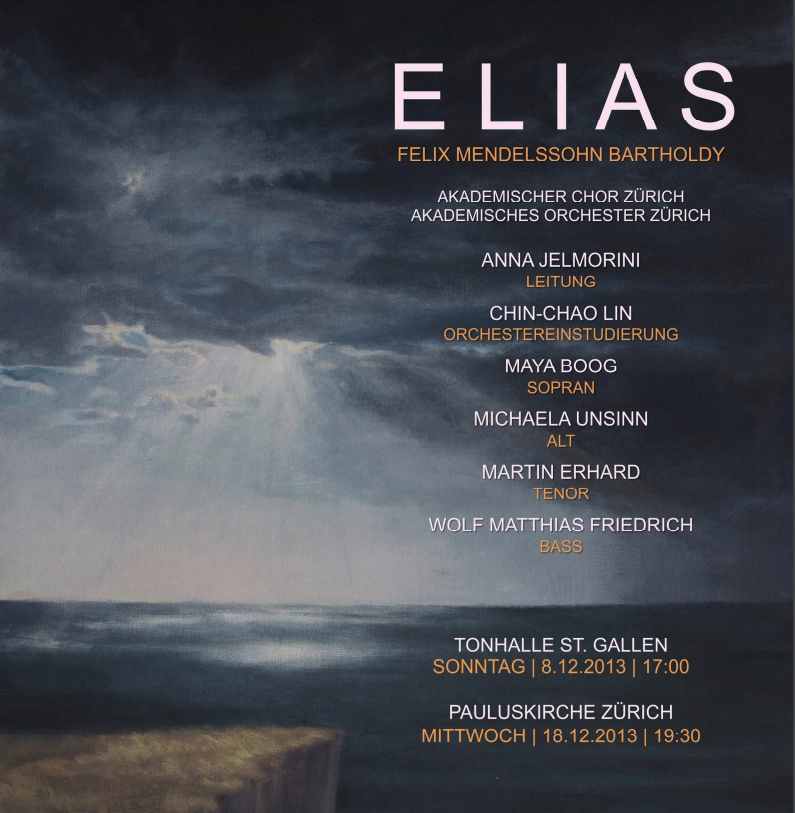 ELIAS
FELIX MENDELSSOHN BARTHOLDY
AKADEMISCHER CHOR ZÜRICH
AKADEMISCHES ORCHESTER ZÜRICH
ANNA JELMORINI
LEITUNG
CHIN-CHAO LIN
ORCHESTEREINSTUDIERUNG
MAYA BOOG
SOPRAN
MICHAELA UNSINN
ALT
MARTIN ERHARD
TENOR
WOLF MATTHIAS FRIEDRICH
BASS
TONHALLE ST. GALLEN
SONNTAG | 8.12.2013 | 17:00
PAULUSKIRCHE ZÜRICH
MITTWOCH | 18.12.2013 | 19:30